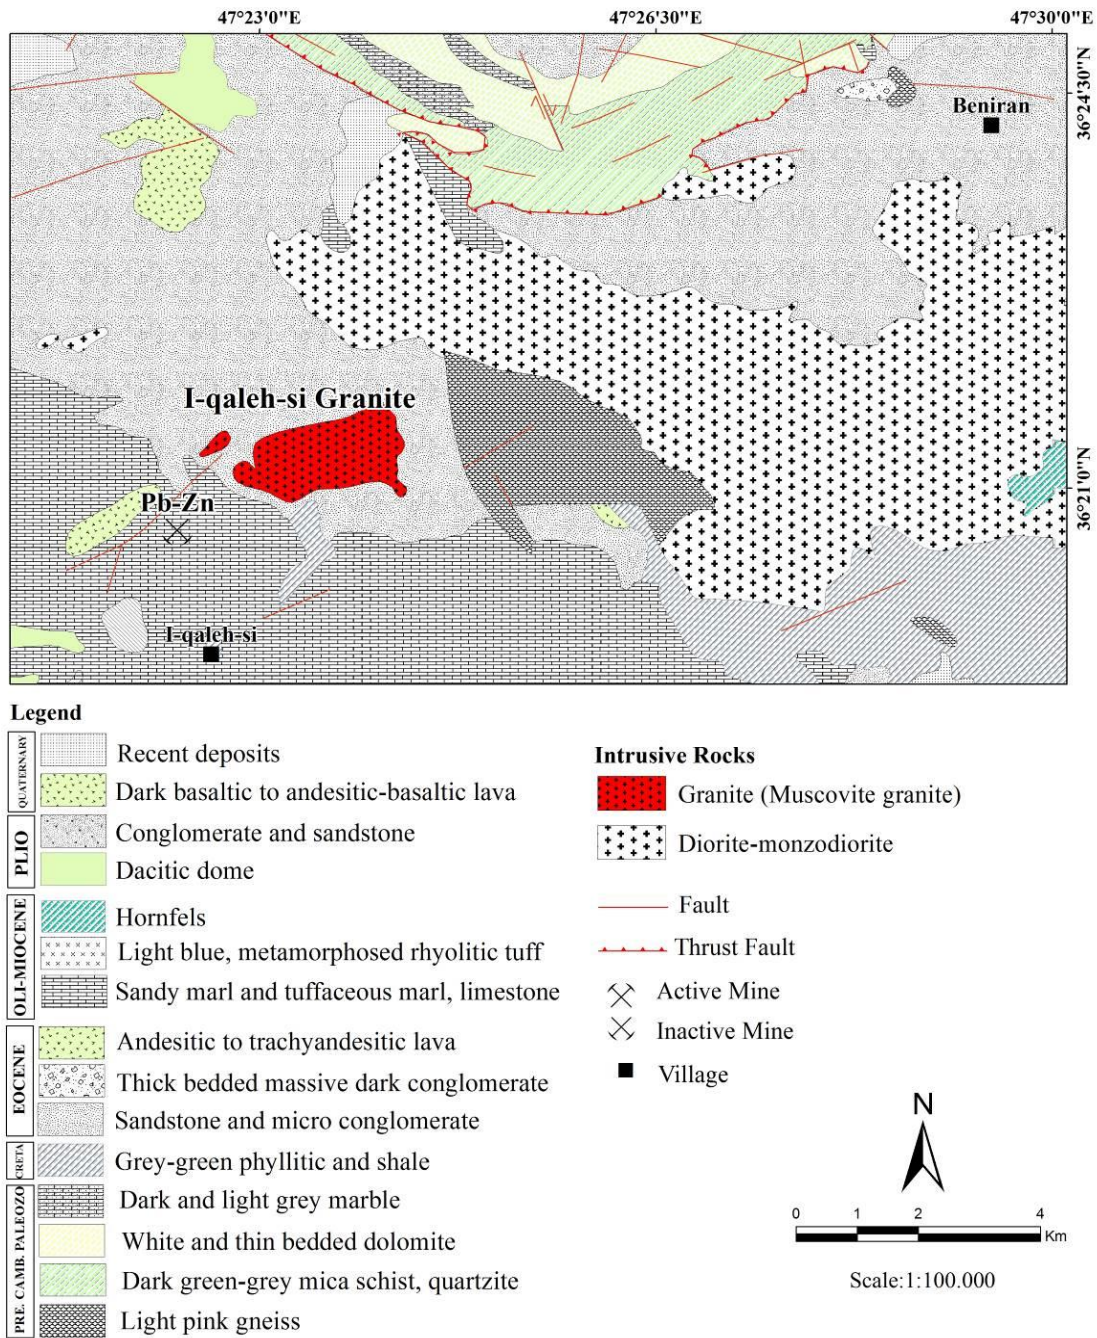 47°23'0"E 47°26'30"E 47°30'0"E
36°24'30"N
Beniran
I-qaleh-si Granite
36°21'0"N
Pb-Zn
I-qaleh-si
Legend
QUATERNARY
Recent deposits
Dark basaltic to andesitic-basaltic lava
PLIO
Conglomerate and sandstone
Dacitic dome
OLI-MIOCENE
Hornfels
Light blue, metamorphosed rhyolitic tuff
Sandy marl and tuffaceous marl, limestone
EOCENE
Andesitic to trachyandesitic lava
Thick bedded massive dark conglomerate
Sandstone and micro conglomerate
CRETA
Grey-green phyllitic and shale
PRE. CAMB. PALEOZO
Dark and light grey marble
White and thin bedded dolomite
Dark green-grey mica schist, quartzite
Light pink gneiss
Intrusive Rocks
Granite (Muscovite granite)
Diorite-monzodiorite
Fault
Thrust Fault
Active Mine
Inactive Mine
Village
N
0 1 2 4
Km
Scale:1:100.000